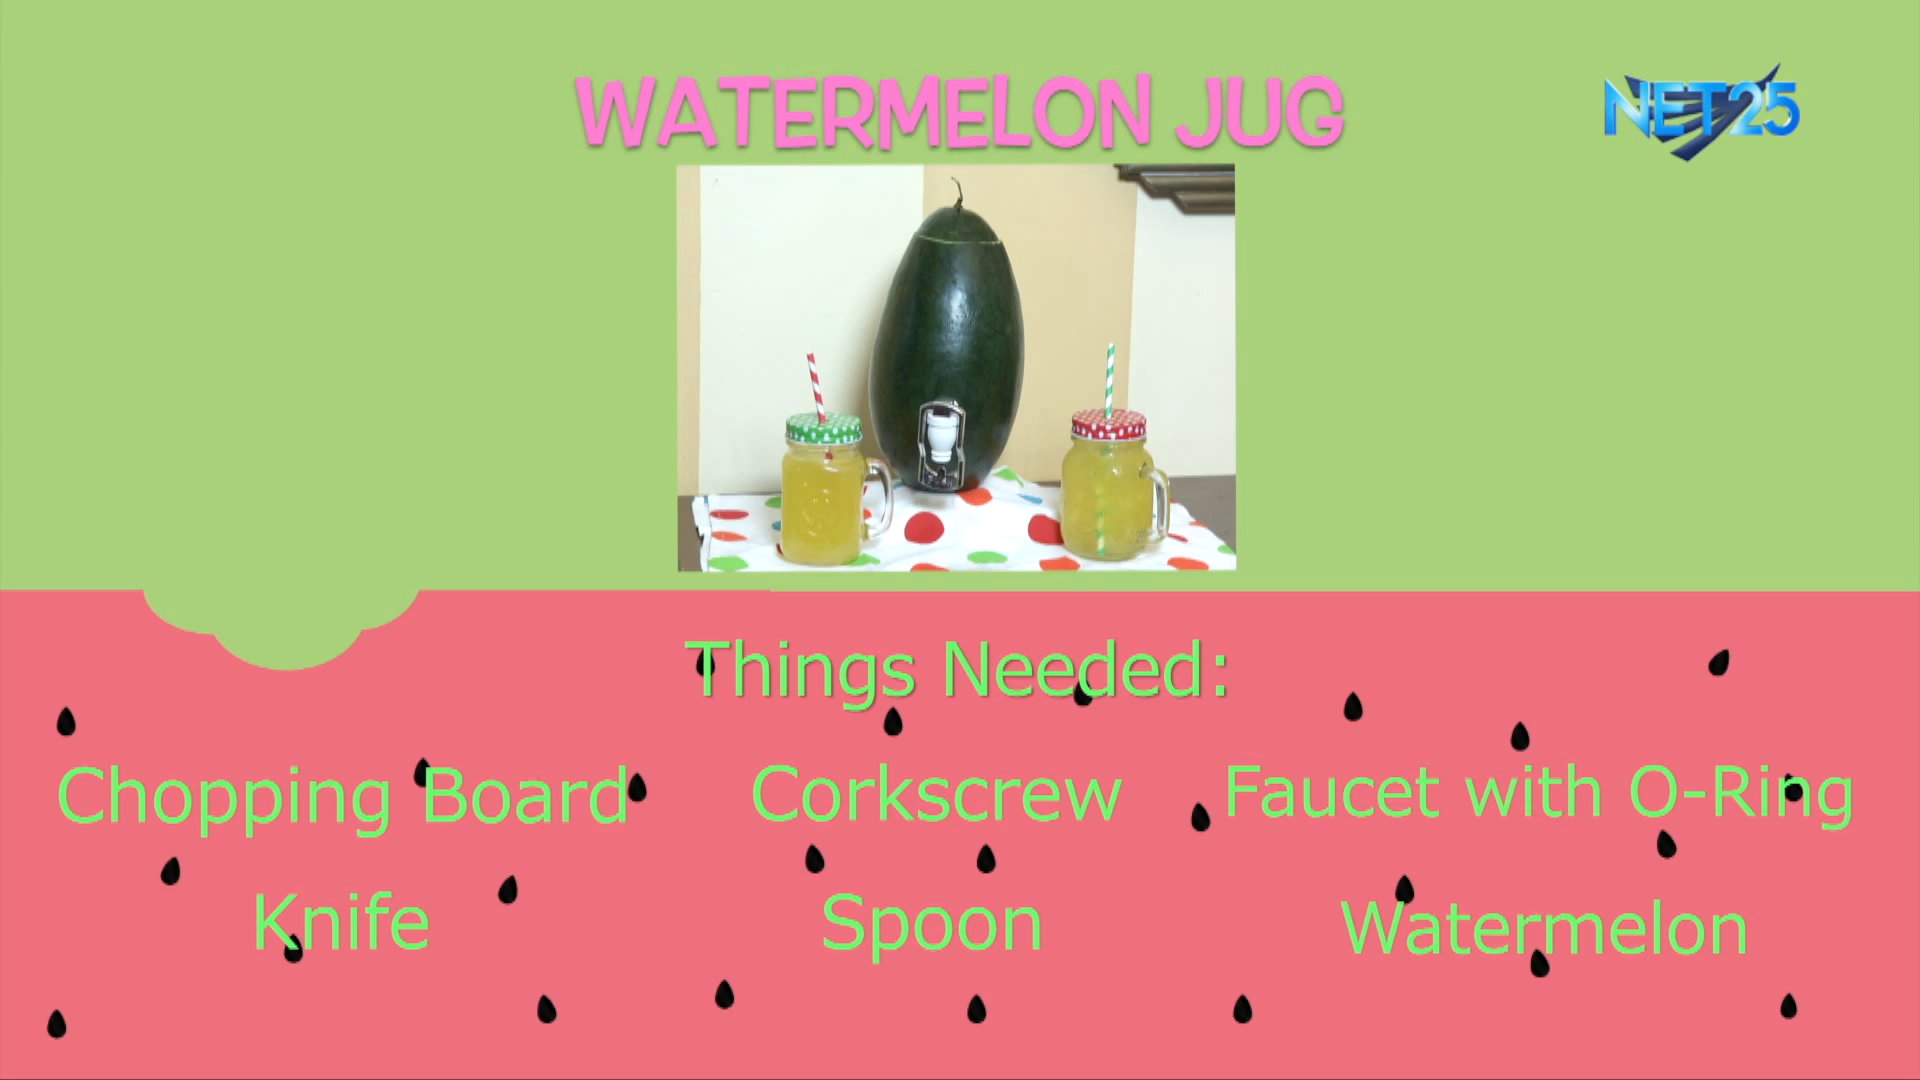 WATERMELON JUG
NET25
Things Needed:
Chopping Board
Corkscrew
Faucet with O-Ring
Knife
Spoon
Watermelon